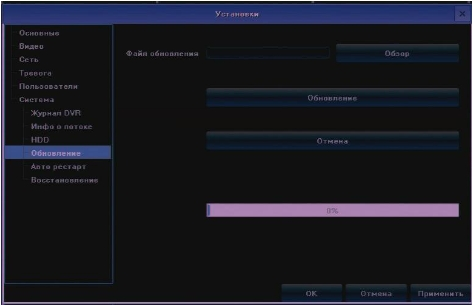 Установки
Основные
Видео
Сеть
Тревога
Пользователи
Система
Журнал DVR
Инфо о потоке
HDD
Обновление
Авто рестарт
Восстановление
Файл обновления
Обзор
Обновление
Отмена
0%
OK
Отмена
Применить